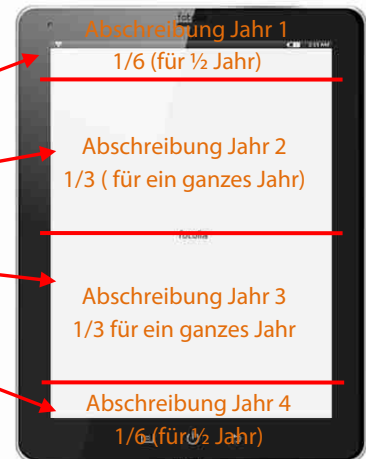 Abschreibung Jahr 1
1/6 (für ½ Jahr)
Abschreibung Jahr 2
1/3 ( für ein ganzes Jahr)
fotolia
Abschreibung Jahr 3
1/3 für ein ganzes Jahr
Abschreibung Jahr 4
1/6 (für ½ Jahr)